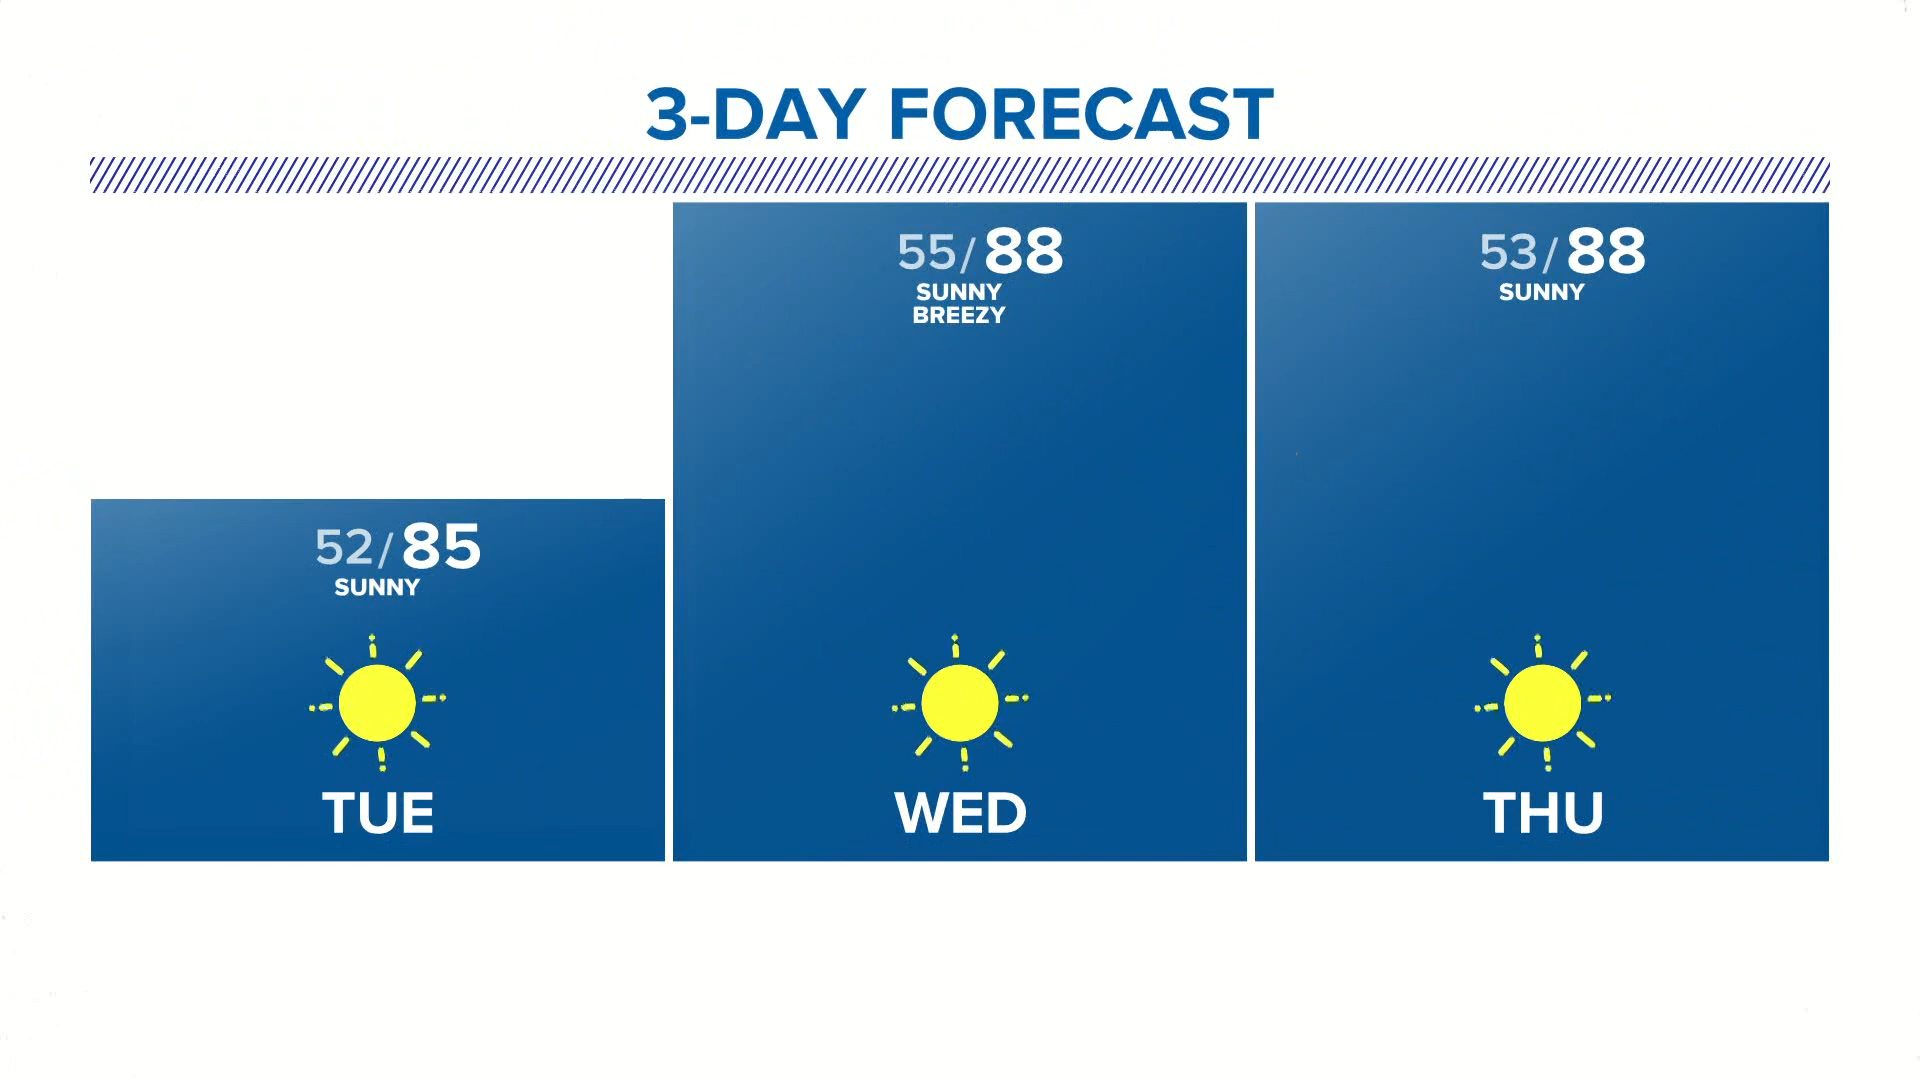 3-DAY FORECAST
52/85
SUNNY
TUE
55/88
SUNNY
BREEZY
WED
53/88
SUNNY
THU